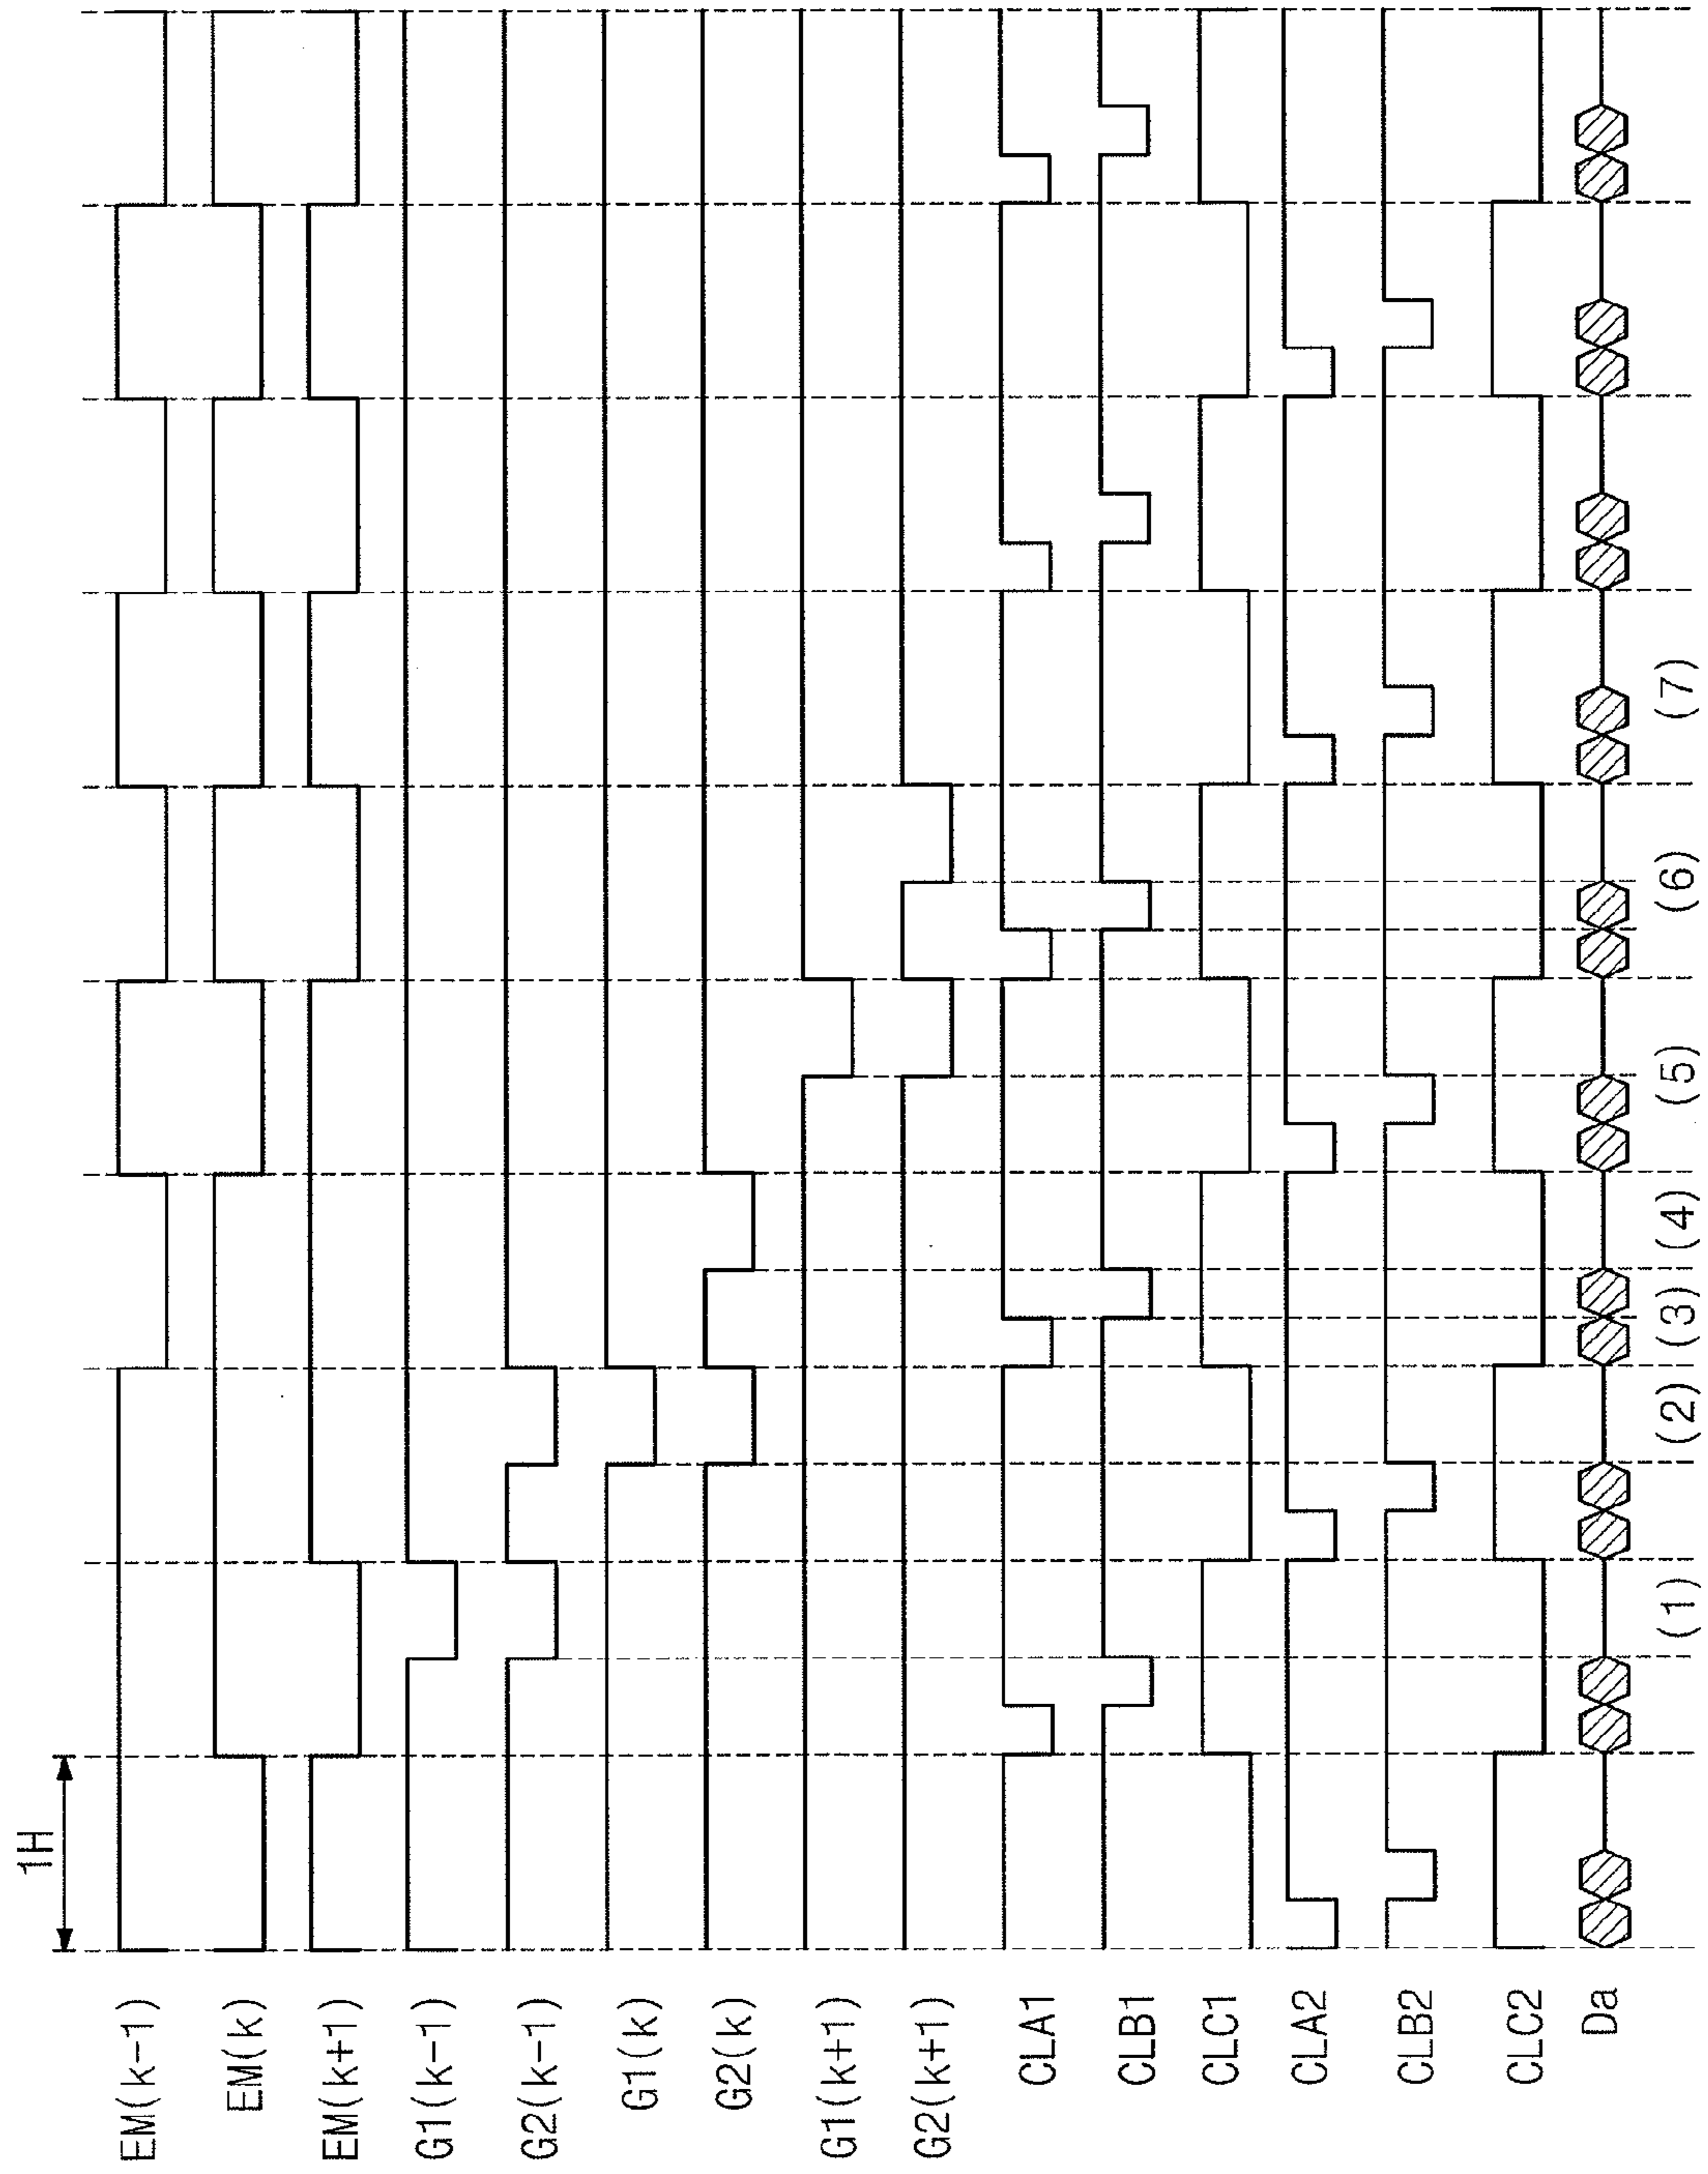 1H
EM(k-1)
EM(k)
EM(k+1)
G1(k-1)
G2(k-1)
G1(k)
G2(k)
G1(k+1)
G2(k+1)
CLA1
CLB1
CLC1
CLA2
CLB2
CLC2
Da
(1) (2) (3) (4) (5) (6) (7)